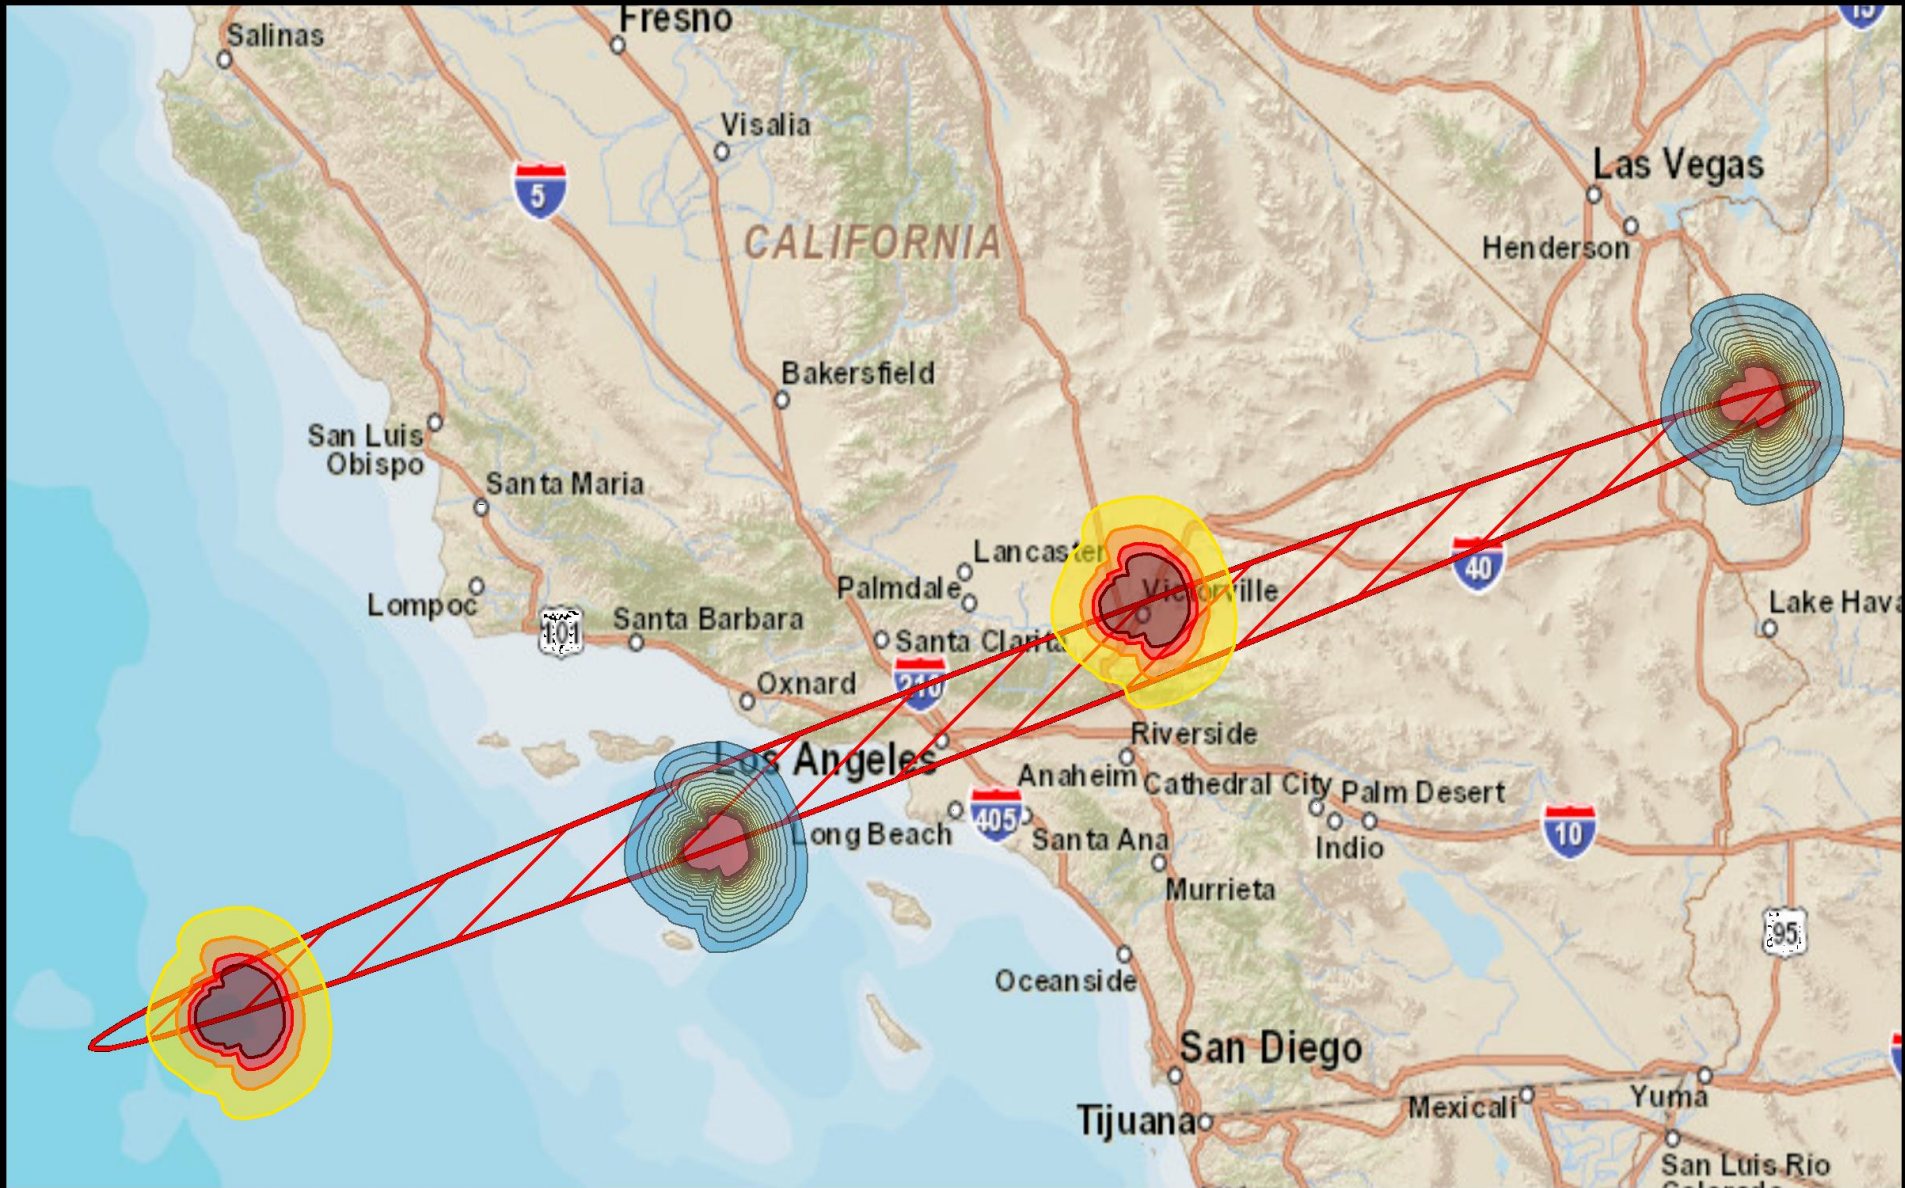 Salinas
Fresno
15
Visalia
5
Las Vegas
CALIFORNIA
Henderson
Bakersfield
San Luis
Obispo
Santa Maria
Lancaster
Palmdale
Victorville
40
Lompoc
101
Santa Barbara
Santa Clarita
Lake Hava
Oxnard
210
Riverside
Los Angeles
Anaheim
Cathedral City
Palm Desert
405
Long Beach
Santa Ana
Indio
10
Murrieta
95
Oceanside
San Diego
Yuma
Mexicali
Tijuana
San Luis Rio
Colorado